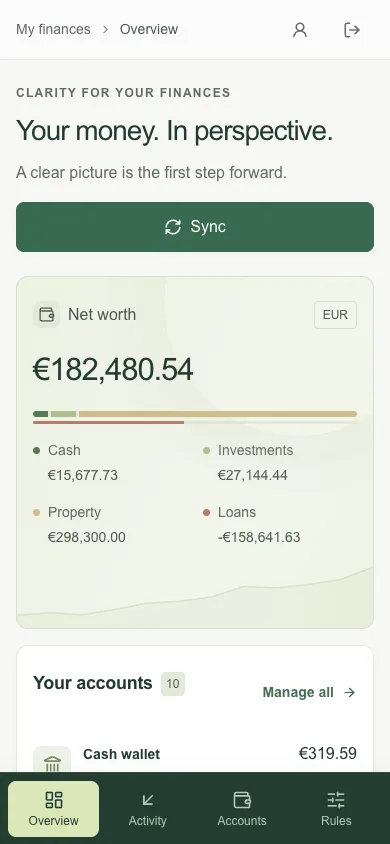 My finances > Overview
CLARITY FOR YOUR FINANCES
Your money. In perspective.
A clear picture is the first step forward.
Sync
Net worth EUR
€182,480.54
Cash Investments
€15,677.73 €27,144.44
Property Loans
€298,300.00 -€158,641.63
Your accounts 10 Manage all →
Cash wallet €319.59
Overview Activity Accounts Rules